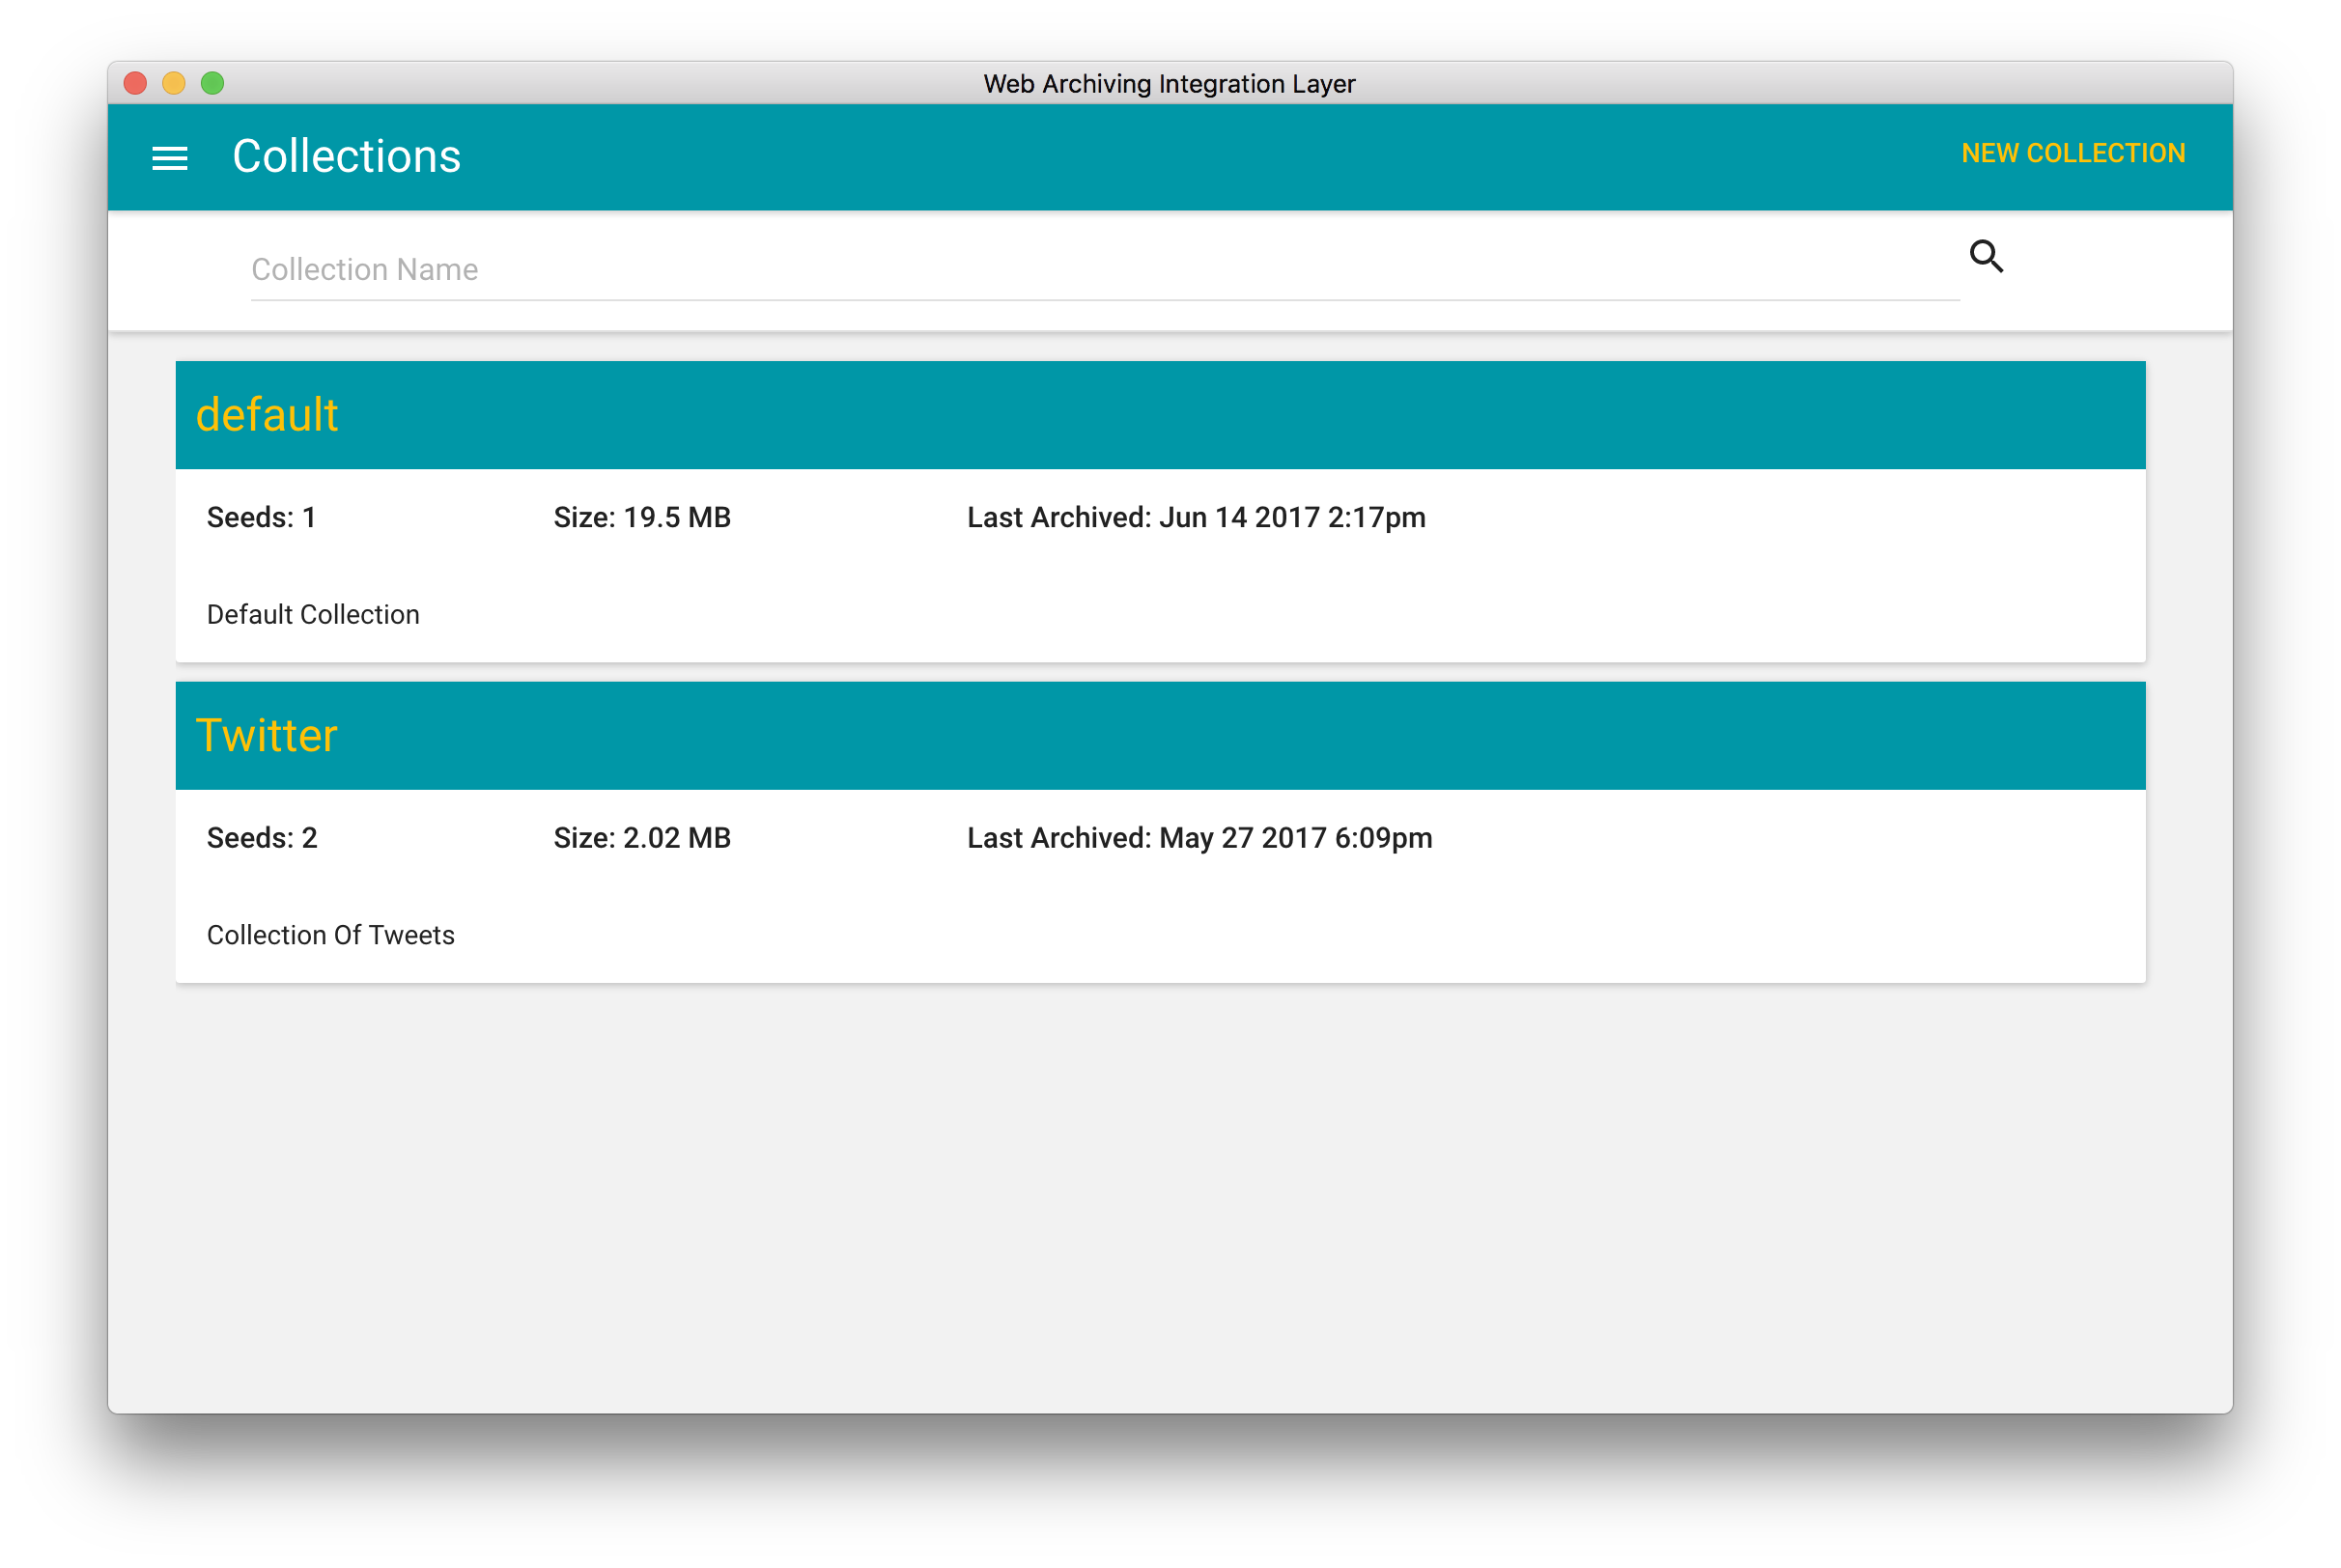 Web Archiving Integration Layer
Collections
NEW COLLECTION
Collection Name
default
Seeds: 1 Size: 19.5 MB Last Archived: Jun 14 2017 2:17pm
Default Collection
Twitter
Seeds: 2 Size: 2.02 MB Last Archived: May 27 2017 6:09pm
Collection Of Tweets